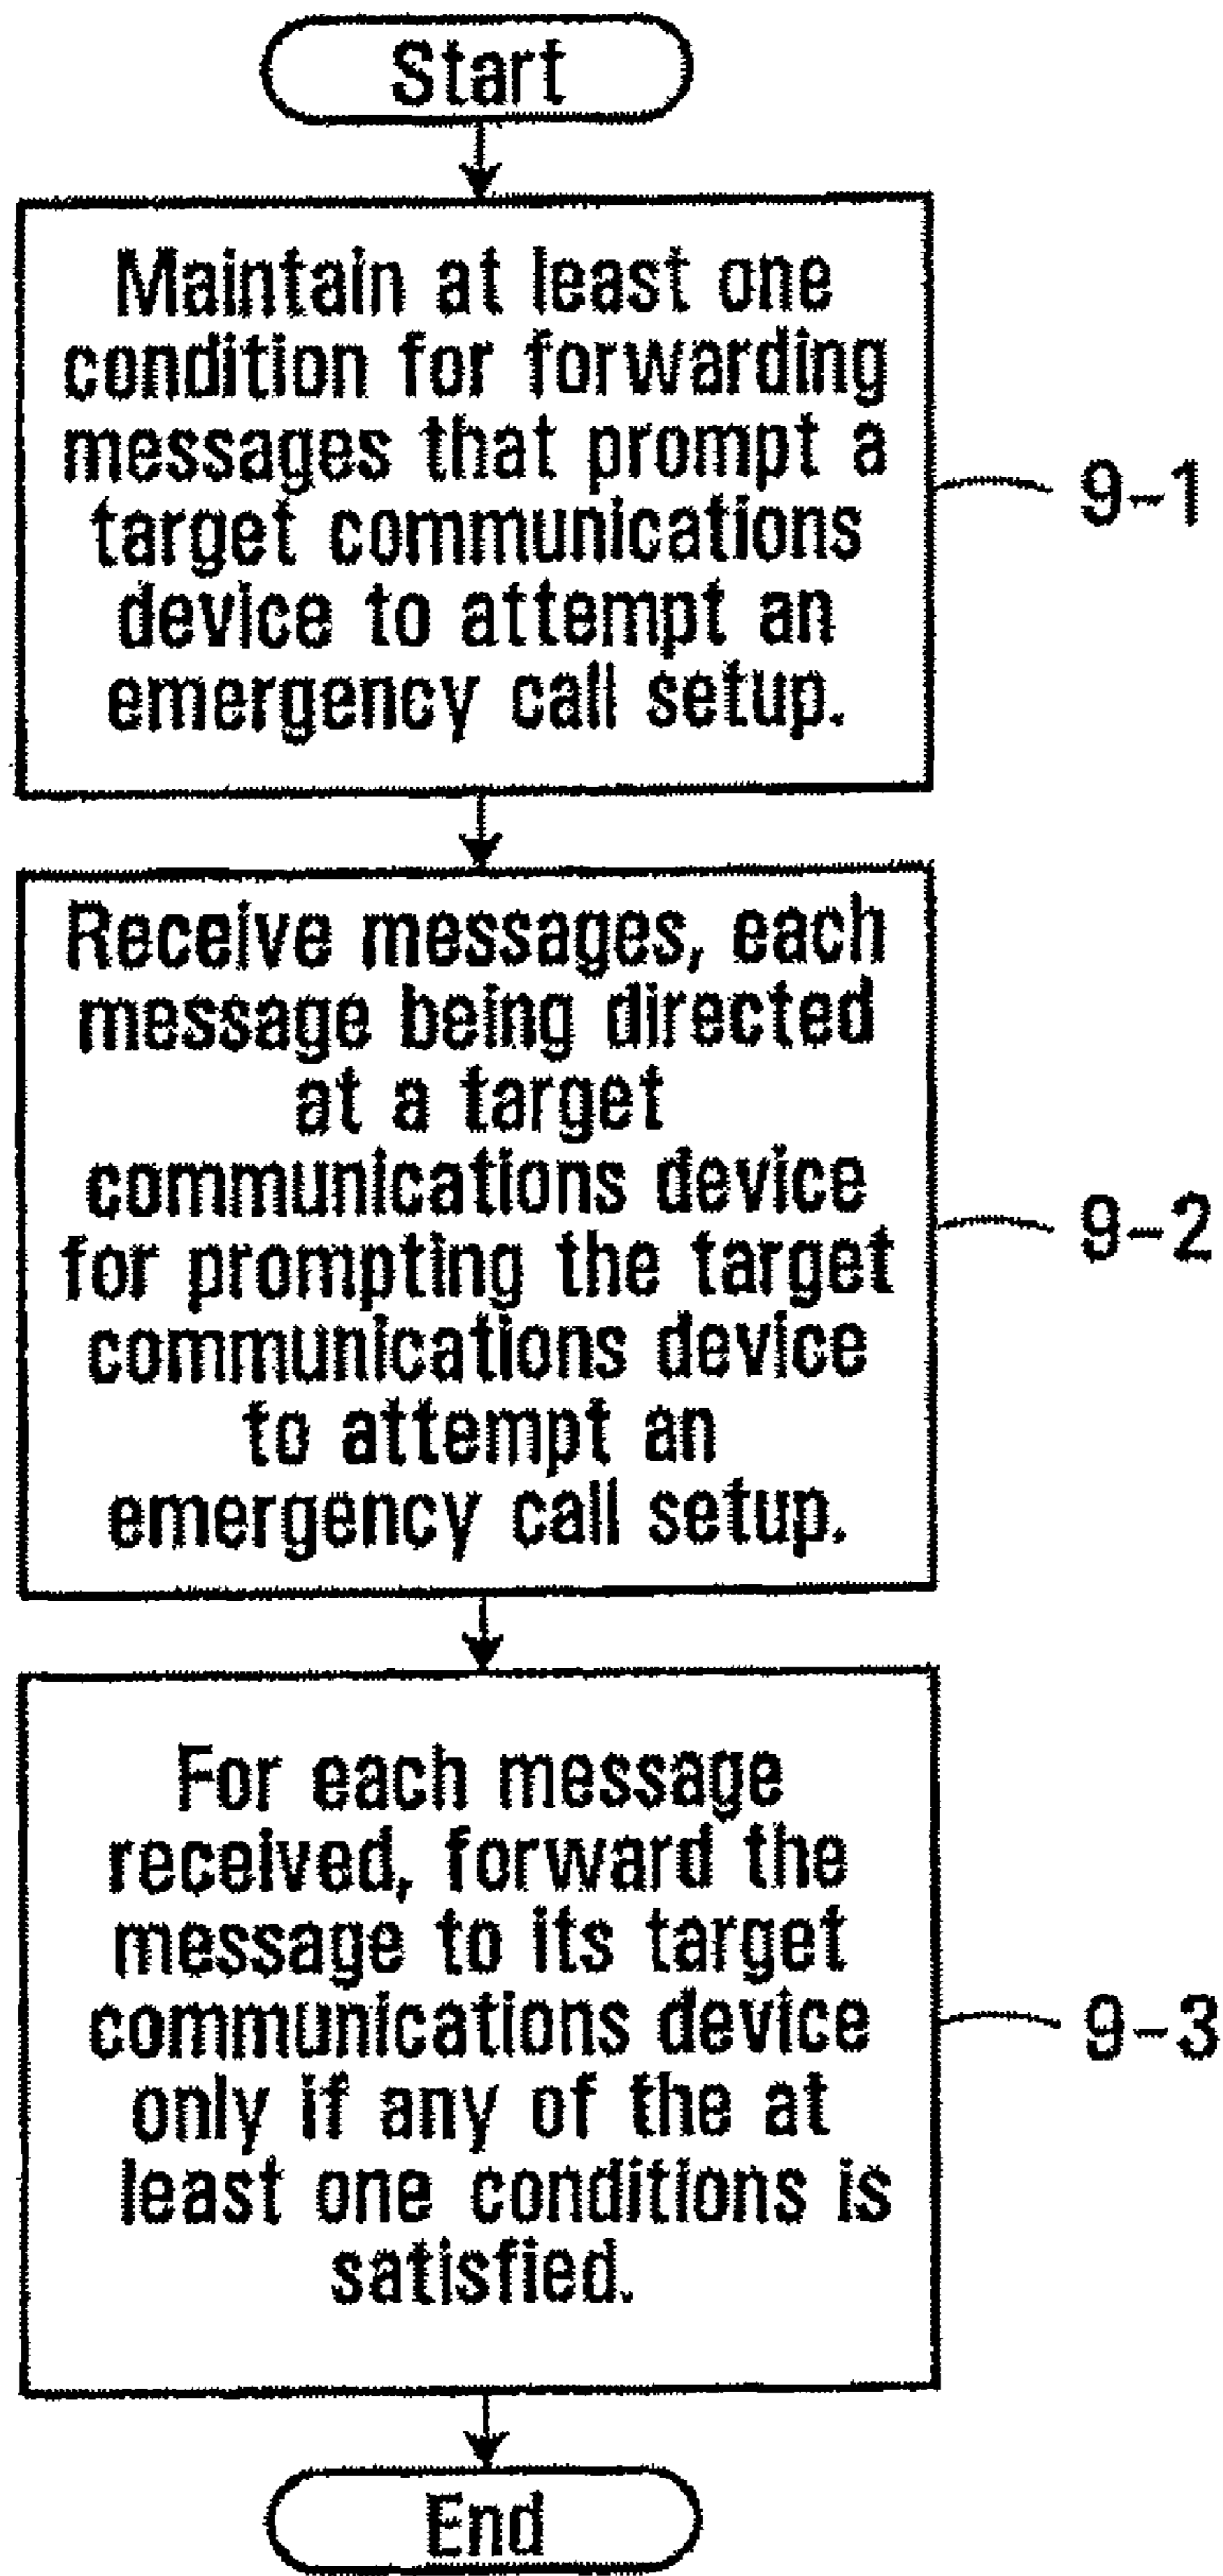 Start
Maintain at least one
condition for forwarding
messages that prompt a
target communications
device to attempt an
emergency call setup.
9-1
Receive messages, each
message being directed
at a target
communications device
for prompting the target
communications device
to attempt an
emergency call setup.
9-2
For each message
received, forward the
message to its target
communications device
only if any of the at
least one conditions is
satisfied.
9-3
End